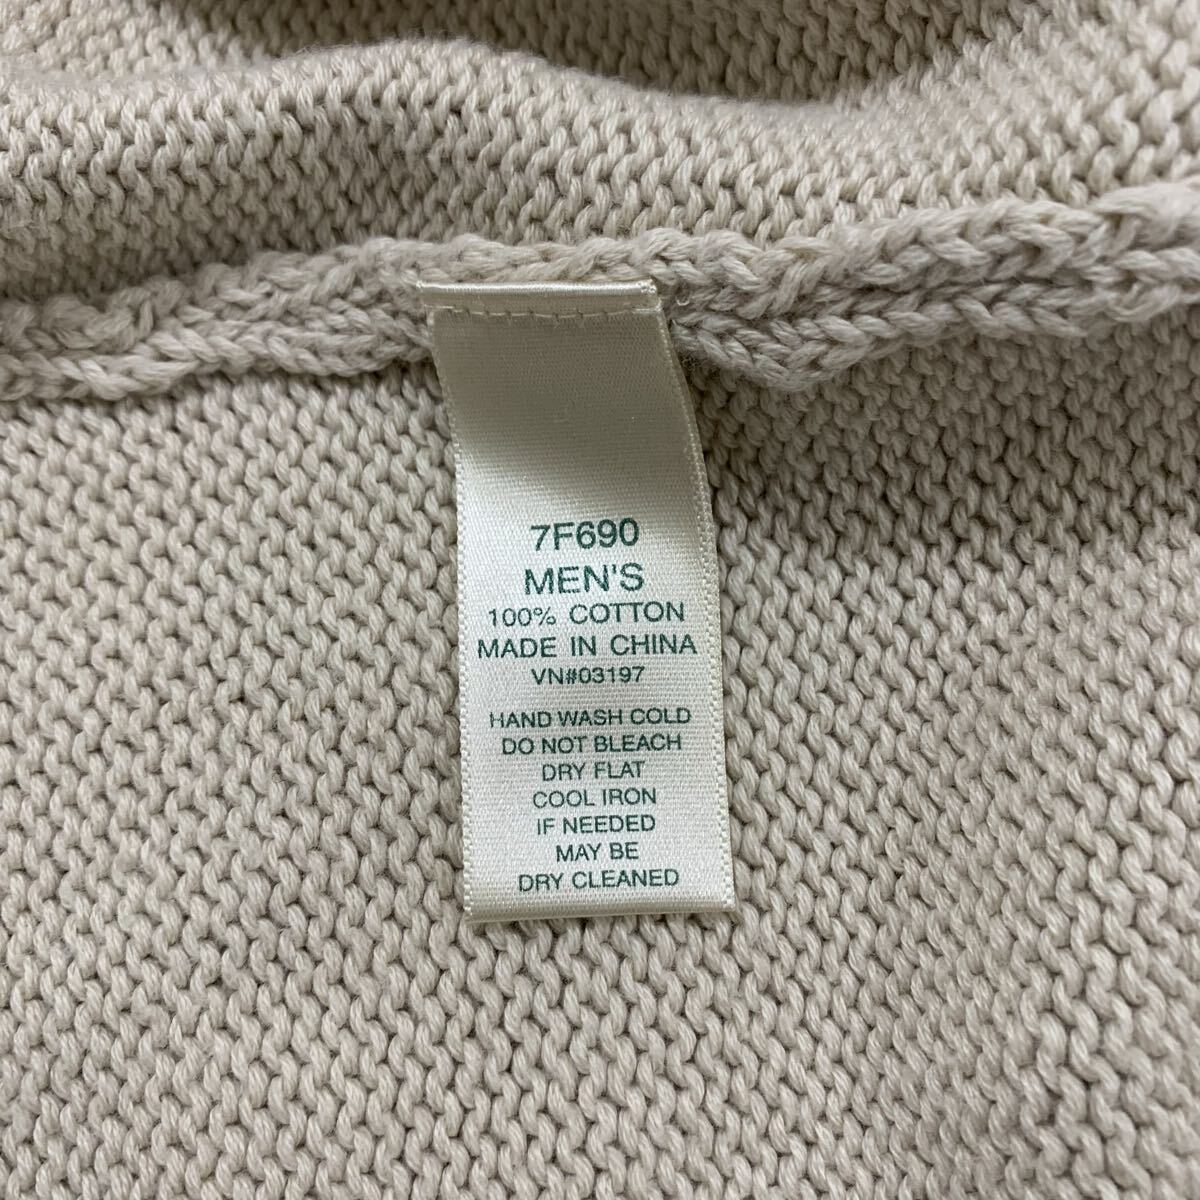 7F690
MEN'S
100% COTTON
MADE IN CHINA
VN#03197
HAND WASH COLD
DO NOT BLEACH
DRY FLAT
COOL IRON
IF NEEDED
MAY BE
DRY CLEANED